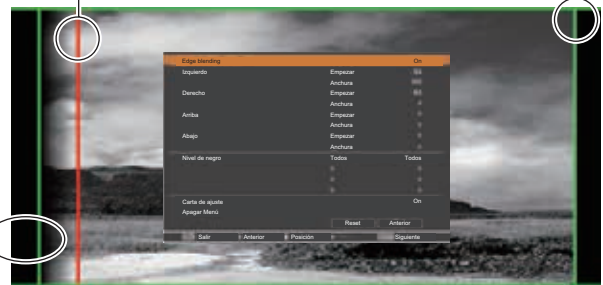 Edge blending On
Izquierdo Empezar
Anchura
Derecho Empezar
Anchura
Arriba Empezar
Anchura
Abajo Empezar
Anchura
Nivel de negro Todos Todos
Carta de ajuste On
Apagar Menú
Reset Anterior
Salir Anterior Posición Siguiente